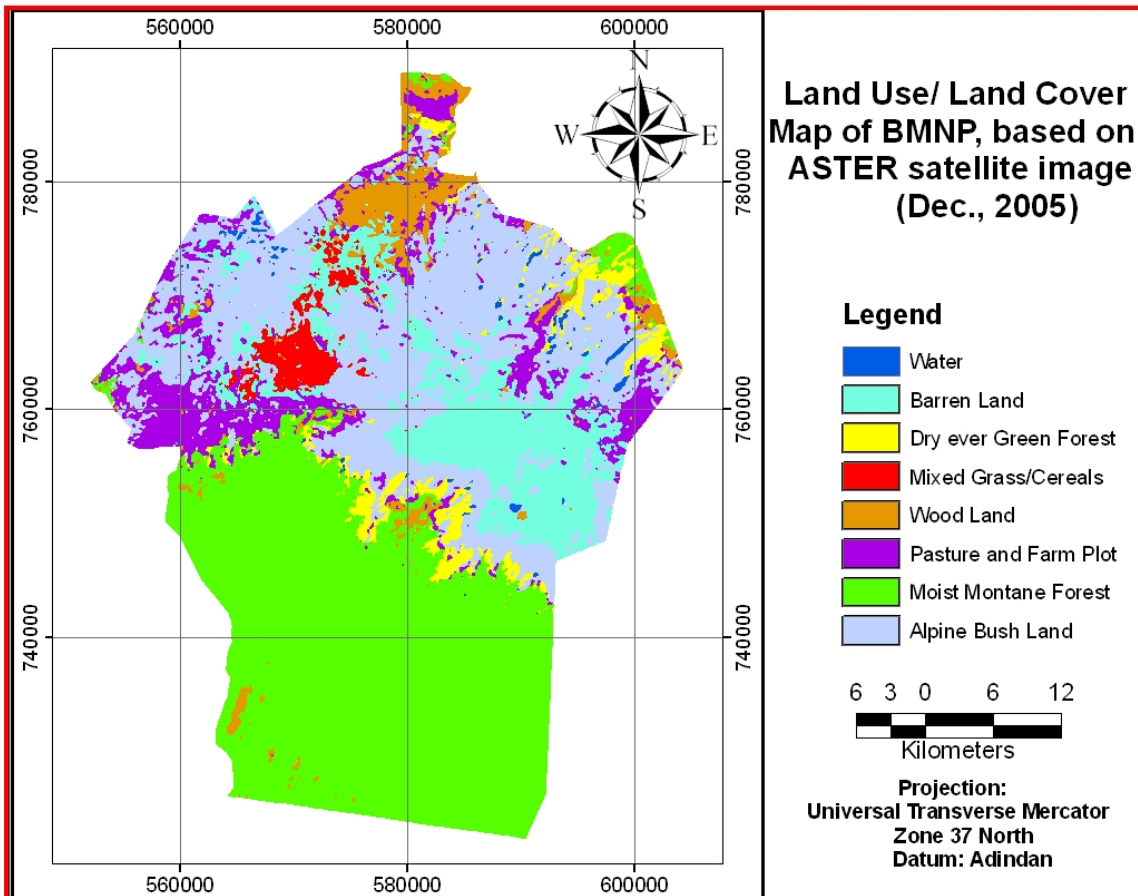 560000 580000 600000
N
W E
S
780000 780000
760000 760000
740000 740000
560000 580000 600000
Land Use/ Land Cover
Map of BMNP, based on
ASTER satellite image
(Dec., 2005)
Legend
Water
Barren Land
Dry ever Green Forest
Mixed Grass/Cereals
Wood Land
Pasture and Farm Plot
Moist Montane Forest
Alpine Bush Land
6 3 0 6 12
Kilometers
Projection:
Universal Transverse Mercator
Zone 37 North
Datum: Adindan